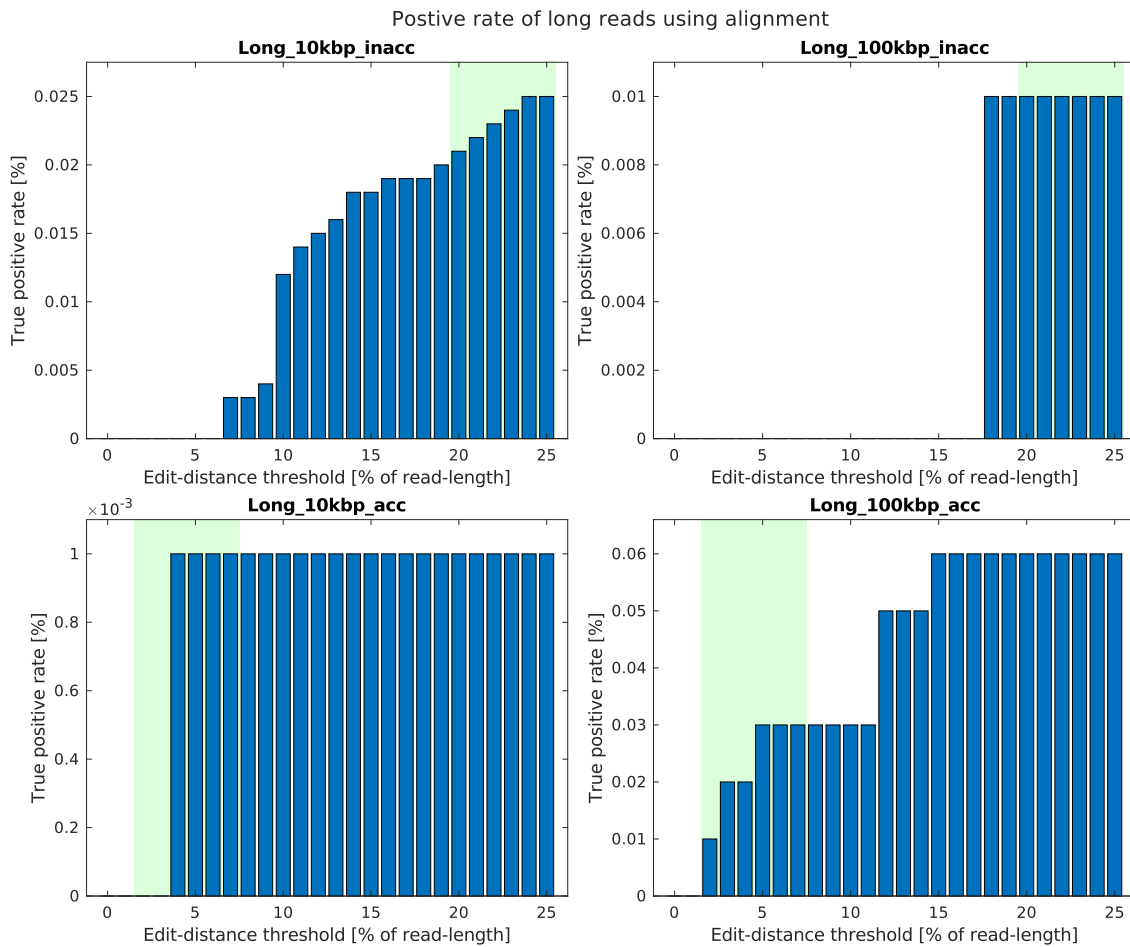 Postive rate of long reads using alignment
Long_10kbp_inacc
True positive rate [%]
0.025
0.02
0.015
0.01
0.005
0
0 5 10 15 20 25
Edit-distance threshold [% of read-length]
Long_100kbp_inacc
True positive rate [%]
0.01
0.008
0.006
0.004
0.002
0
0 5 10 15 20 25
Edit-distance threshold [% of read-length]
Long_10kbp_acc
×10⁻³
True positive rate [%]
1
0.8
0.6
0.4
0.2
0
0 5 10 15 20 25
Edit-distance threshold [% of read-length]
Long_100kbp_acc
True positive rate [%]
0.06
0.05
0.04
0.03
0.02
0.01
0
0 5 10 15 20 25
Edit-distance threshold [% of read-length]